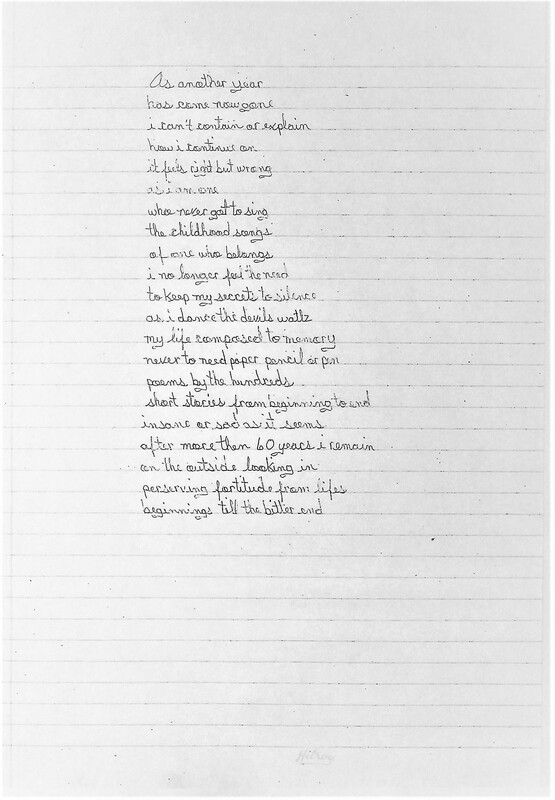 As another year
has come now gone
i can't contain or explain
how i continue on
it feels right but wrong
as i am one
who never got to sing
the childhood songs
of one who belongs
i no longer feel the need
to keep my secrets to silence
as i dance the devils waltz
my life composed to memory
never to need paper pencil or pen
poems by the hundreds
short stories from beginning to end
insane or sad as it seems
after more then 60 years i remain
on the outside looking in
perserving fortitude from lifes
beginnings till the bitter end
Hilroy